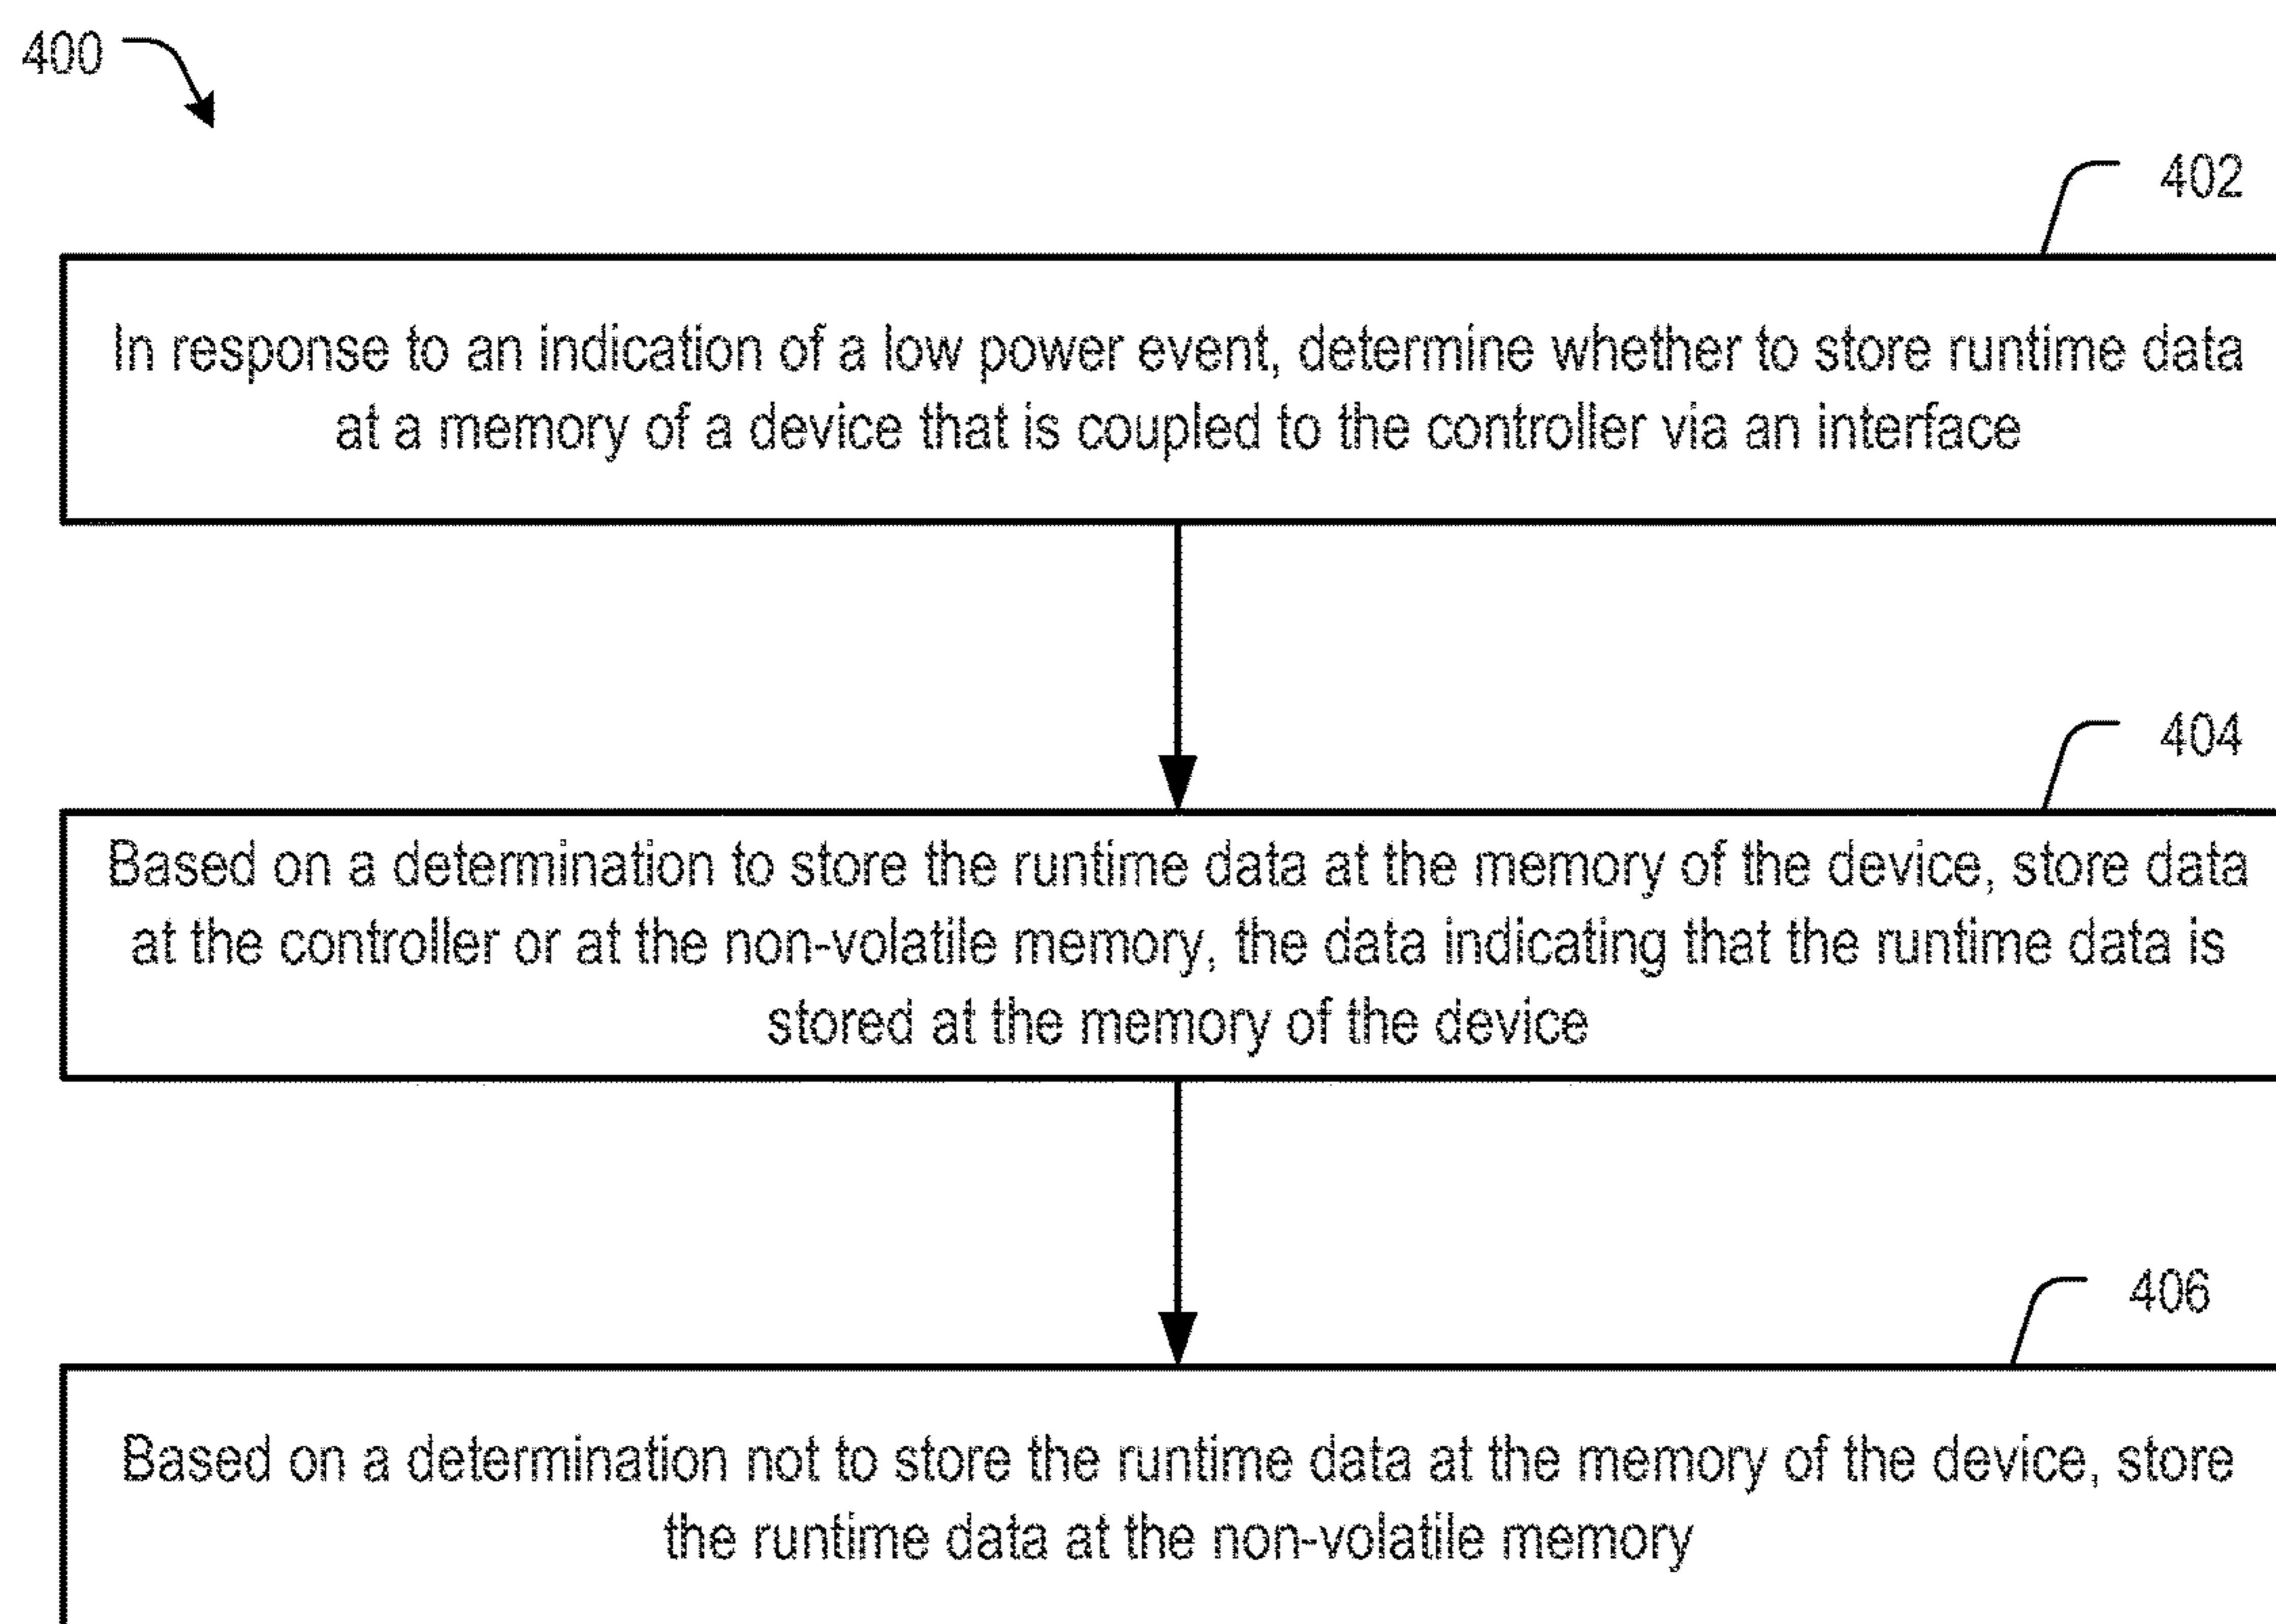 400
402
In response to an indication of a low power event, determine whether to store runtime data
at a memory of a device that is coupled to the controller via an interface
404
Based on a determination to store the runtime data at the memory of the device, store data
at the controller or at the non-volatile memory, the data indicating that the runtime data is
stored at the memory of the device
406
Based on a determination not to store the runtime data at the memory of the device, store
the runtime data at the non-volatile memory